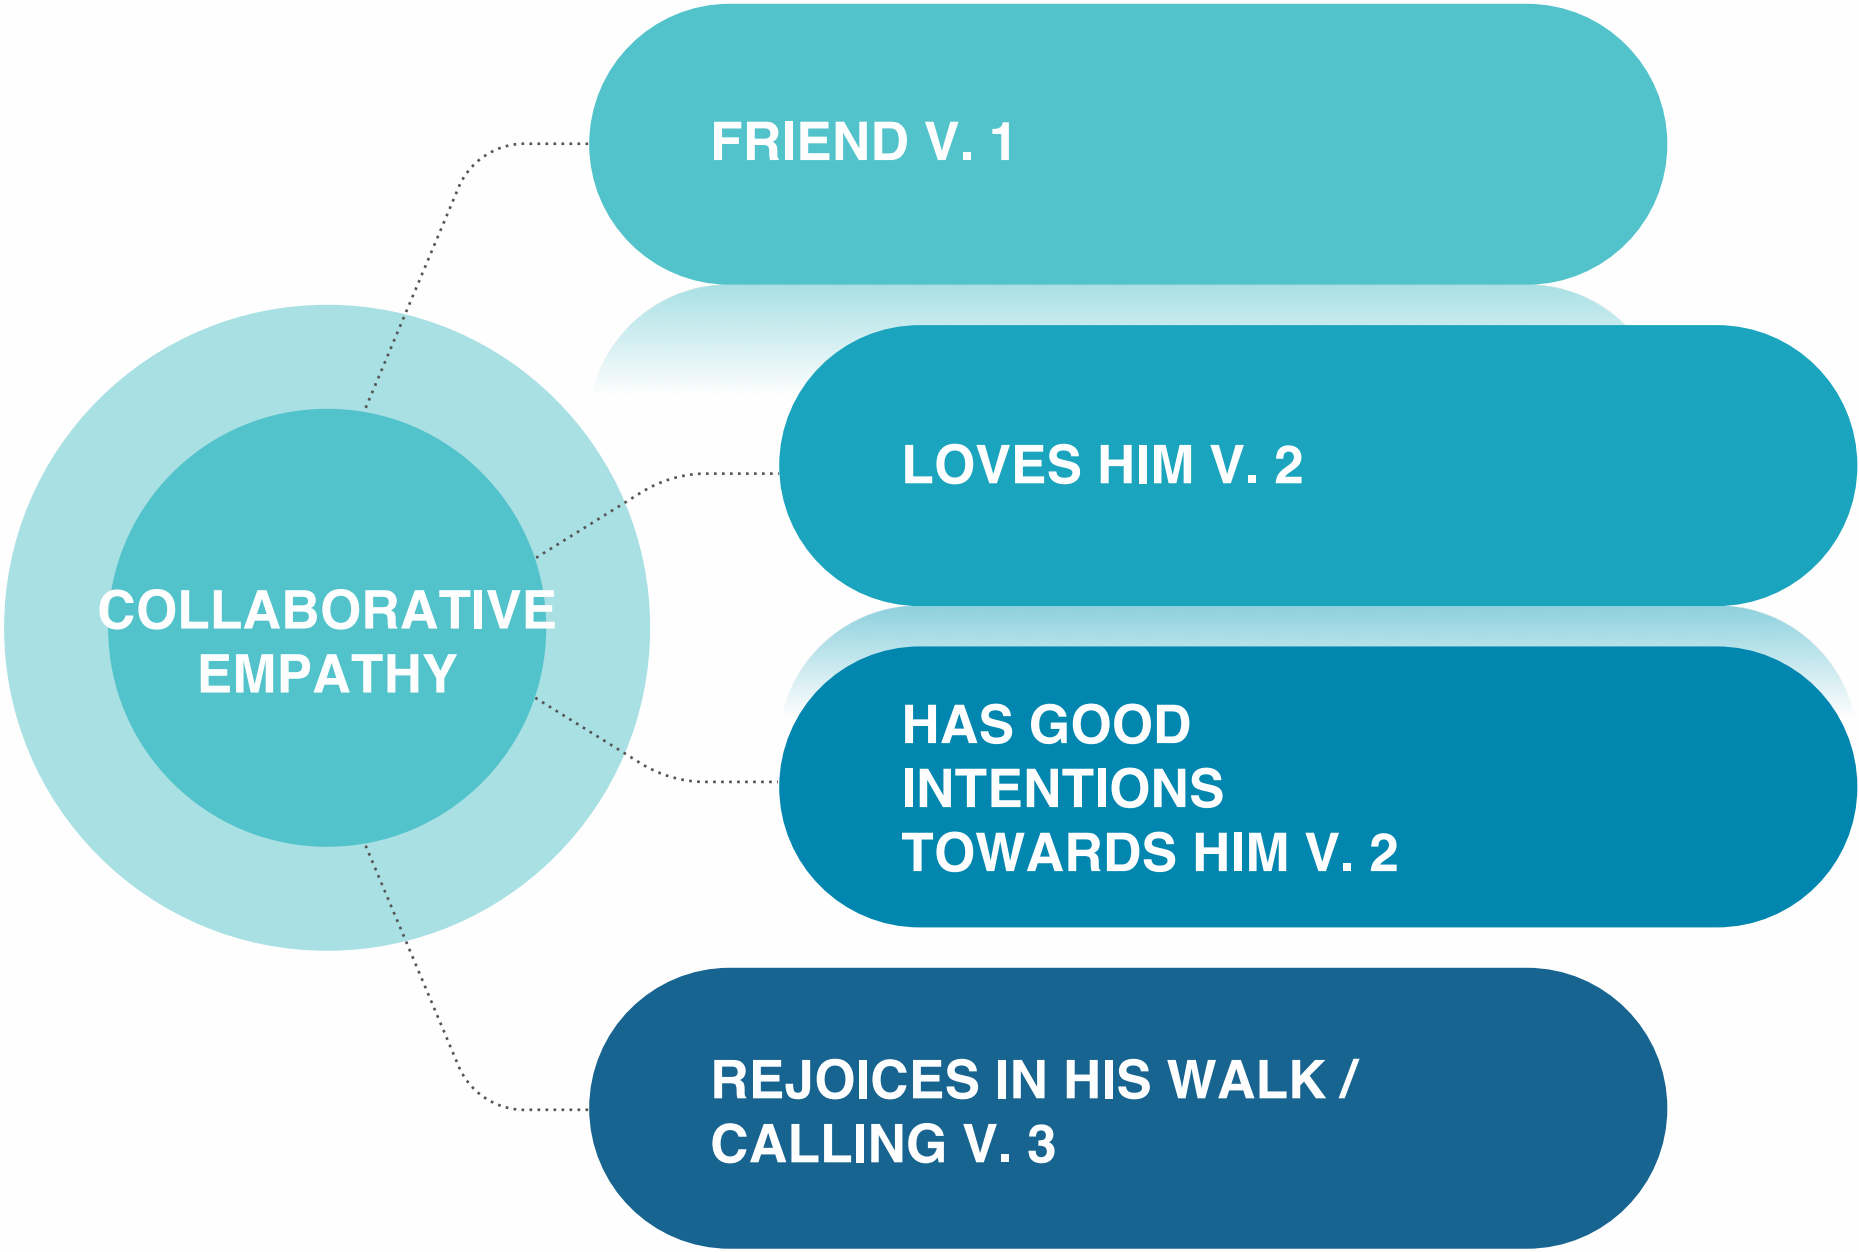 FRIEND V. 1
LOVES HIM V. 2
COLLABORATIVE
EMPATHY
HAS GOOD
INTENTIONS
TOWARDS HIM V. 2
REJOICES IN HIS WALK /
CALLING V. 3